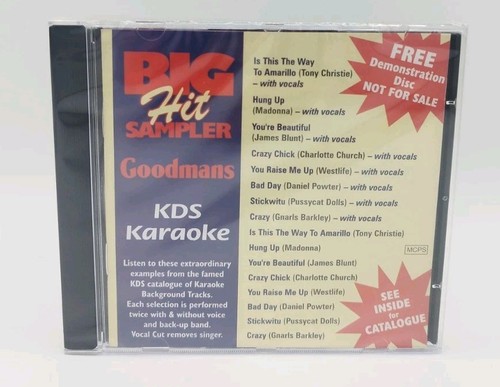 BIG
Hit
SAMPLER
Goodmans
KDS
Karaoke
Listen to these extraordinary
examples from the famed
KDS catalogue of Karaoke
Background Tracks.
Each selection is performed
twice with & without voice
and back-up band.
Vocal Cut removes singer.
Is This The Way
To Amarillo (Tony Christie)
– with vocals
Hung Up
(Madonna) – with vocals
You're Beautiful
(James Blunt) – with vocals
Crazy Chick (Charlotte Church) – with vocals
You Raise Me Up (Westlife) – with vocals
Bad Day (Daniel Powter) – with vocals
Stickwitu (Pussycat Dolls) – with vocals
Crazy (Gnarls Barkley) – with vocals
Is This The Way To Amarillo (Tony Christie)
Hung Up (Madonna)
You're Beautiful (James Blunt)
Crazy Chick (Charlotte Church)
You Raise Me Up (Westlife)
Bad Day (Daniel Powter)
Stickwitu (Pussycat Dolls)
Crazy (Gnarls Barkley)
FREE
Demonstration
Disc
NOT FOR SALE
MCPS
SEE
INSIDE
for
CATALOGUE